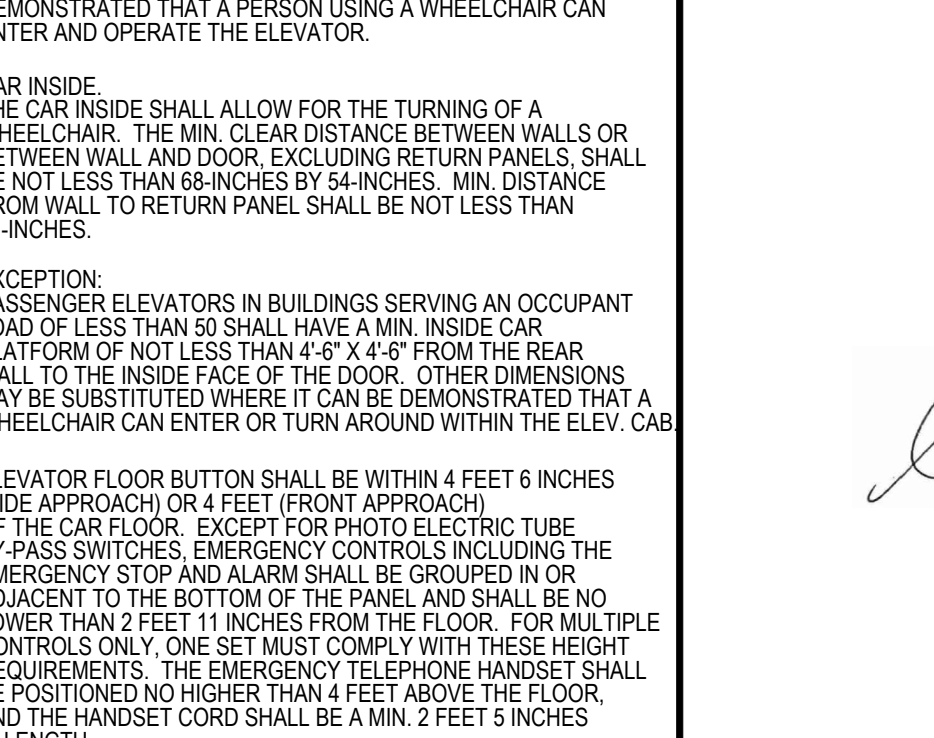 EMONSTRATED THAT A PERSON USING A WHEELCHAIR CAN
NTER AND OPERATE THE ELEVATOR.
AR INSIDE.
HE CAR INSIDE SHALL ALLOW FOR THE TURNING OF A
HEELCHAIR. THE MIN. CLEAR DISTANCE BETWEEN WALLS OR
ETWEEN WALL AND DOOR, EXCLUDING RETURN PANELS, SHALL
E NOT LESS THAN 68-INCHES BY 54-INCHES. MIN. DISTANCE
ROM WALL TO RETURN PANEL SHALL BE NOT LESS THAN
-INCHES.
XCEPTION:
ASSENGER ELEVATORS IN BUILDINGS SERVING AN OCCUPANT
OAD OF LESS THAN 50 SHALL HAVE A MIN. INSIDE CAR
LATFORM OF NOT LESS THAN 4'-6" X 4'-6" FROM THE REAR
ALL TO THE INSIDE FACE OF THE DOOR. OTHER DIMENSIONS
AY BE SUBSTITUTED WHERE IT CAN BE DEMONSTRATED THAT A
HEELCHAIR CAN ENTER OR TURN AROUND WITHIN THE ELEV. CAB.
LEVATOR FLOOR BUTTON SHALL BE WITHIN 4 FEET 6 INCHES
IDE APPROACH) OR 4 FEET (FRONT APPROACH)
F THE CAR FLOOR. EXCEPT FOR PHOTO ELECTRIC TUBE
Y-PASS SWITCHES, EMERGENCY CONTROLS INCLUDING THE
MERGENCY STOP AND ALARM SHALL BE GROUPED IN OR
DJACENT TO THE BOTTOM OF THE PANEL AND SHALL BE NO
OWER THAN 2 FEET 11 INCHES FROM THE FLOOR. FOR MULTIPLE
ONTROLS ONLY, ONE SET MUST COMPLY WITH THESE HEIGHT
EQUIREMENTS. THE EMERGENCY TELEPHONE HANDSET SHALL
E POSITIONED NO HIGHER THAN 4 FEET ABOVE THE FLOOR,
ND THE HANDSET CORD SHALL BE A MIN. 2 FEET 5 INCHES
LENGTH